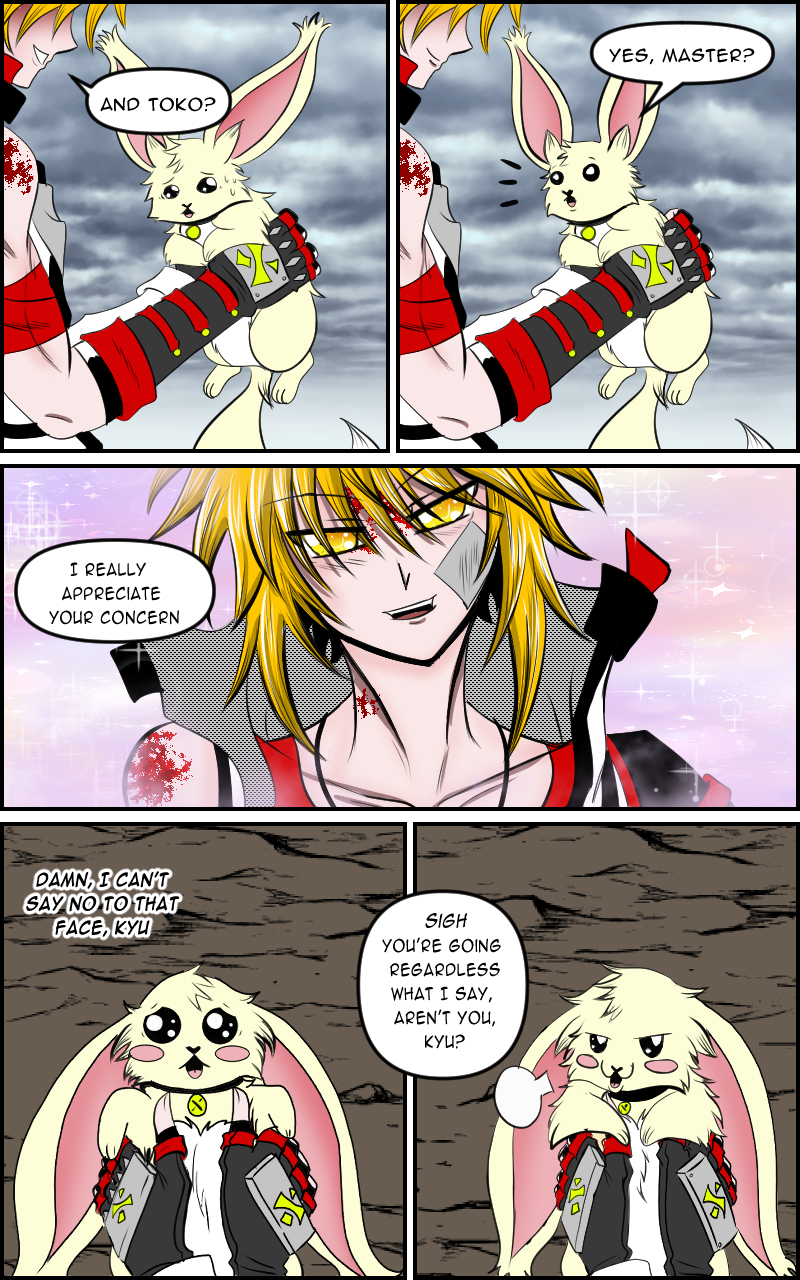 AND TOKO?
YES, MASTER?
I REALLY
APPRECIATE
YOUR CONCERN
DAMN, I CAN'T
SAY NO TO THAT
FACE, KYU
SIGH
YOU'RE GOING
REGARDLESS
WHAT I SAY,
AREN'T YOU,
KYU?